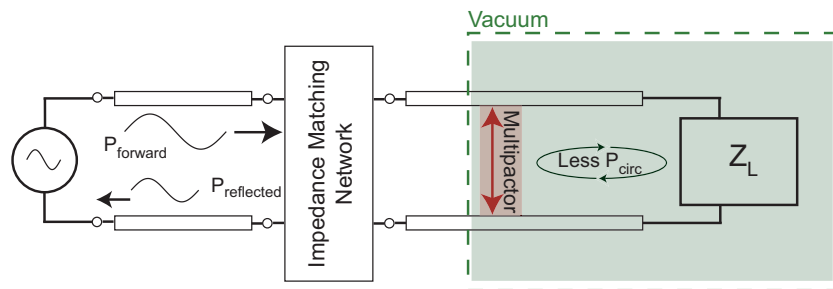 Vacuum
P_forward
P_reflected
Impedance Matching
Network
Multipactor
Less P_circ
Z_L